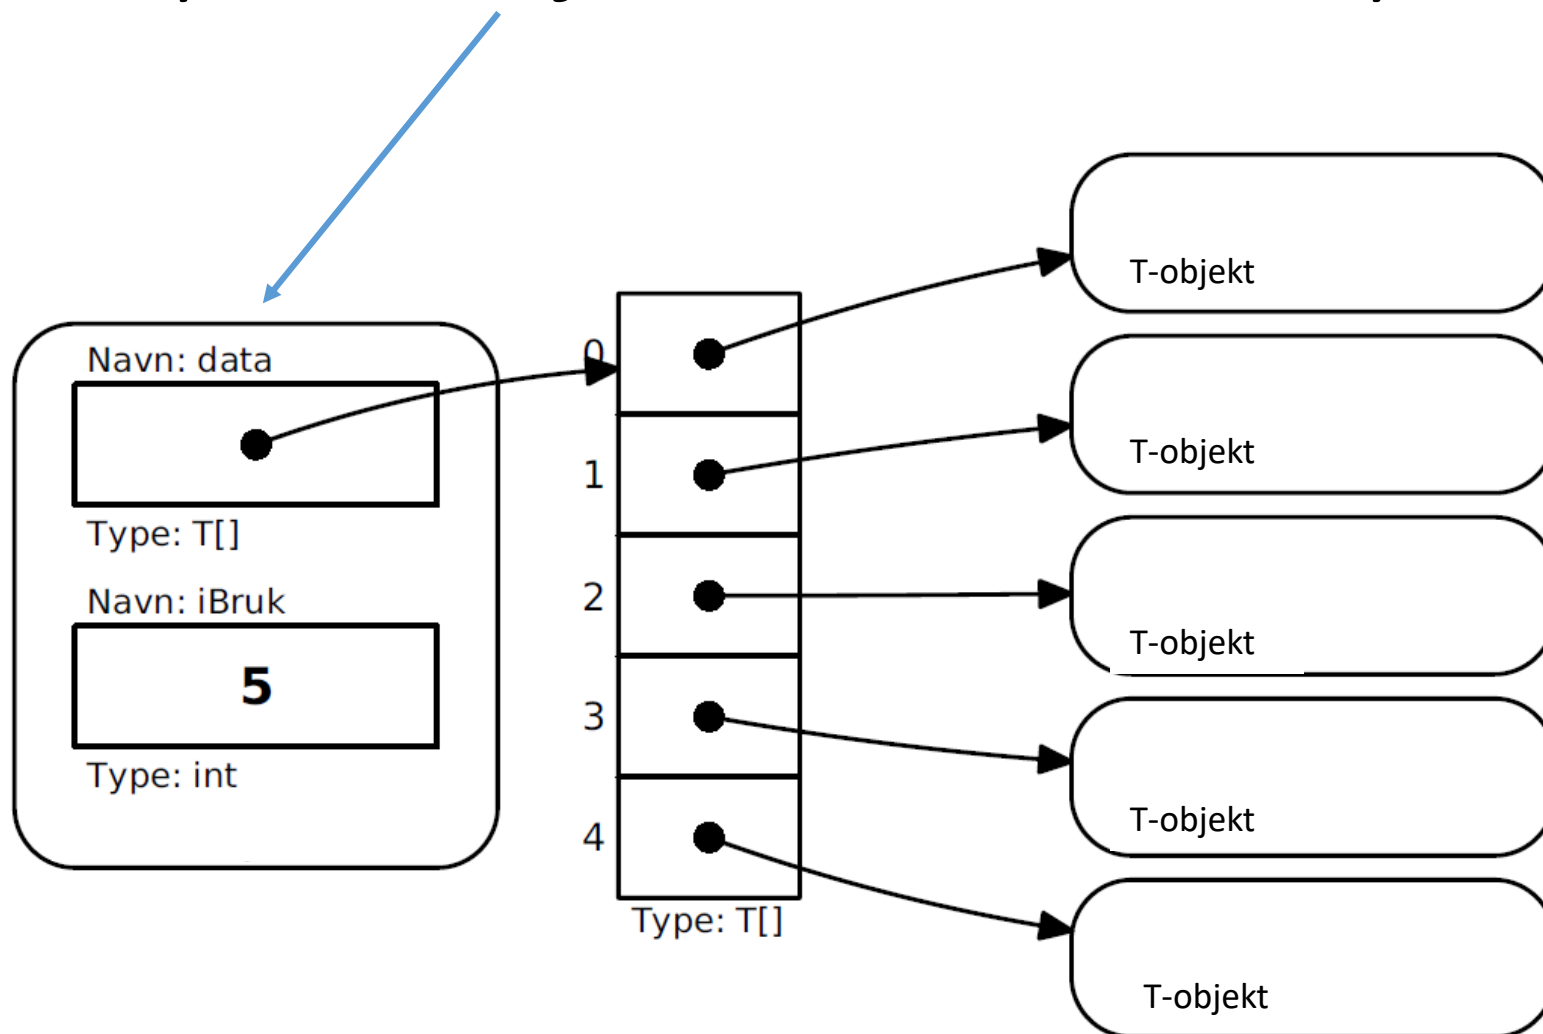 Navn: data
Type: T[]
Navn: iBruk
5
Type: int
0
1
2
3
4
Type: T[]
T-objekt
T-objekt
T-objekt
T-objekt
T-objekt